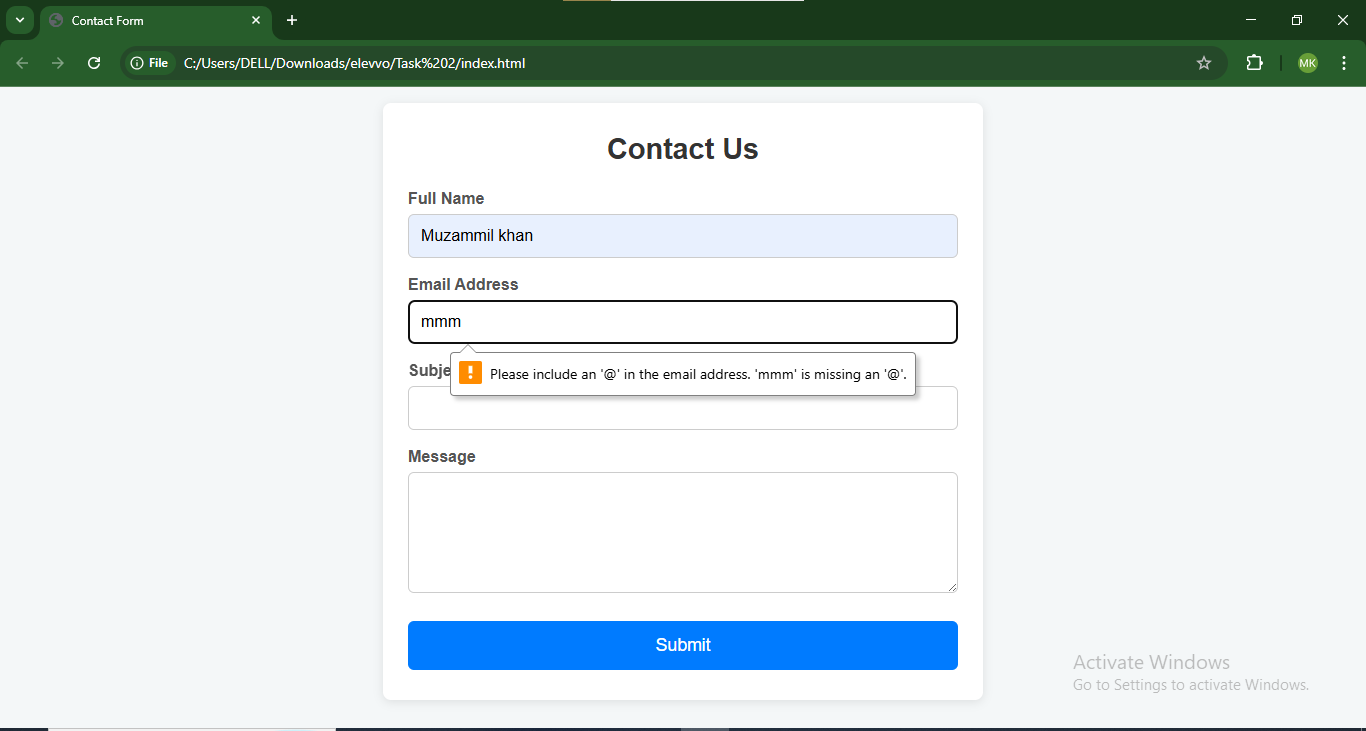 Contact Form
File
C:/Users/DELL/Downloads/elevvo/Task%202/index.html
MK
Contact Us
Full Name
Muzammil khan
Email Address
mmm
Subje
Please include an '@' in the email address. 'mmm' is missing an '@'.
Message
Submit
Activate Windows
Go to Settings to activate Windows.